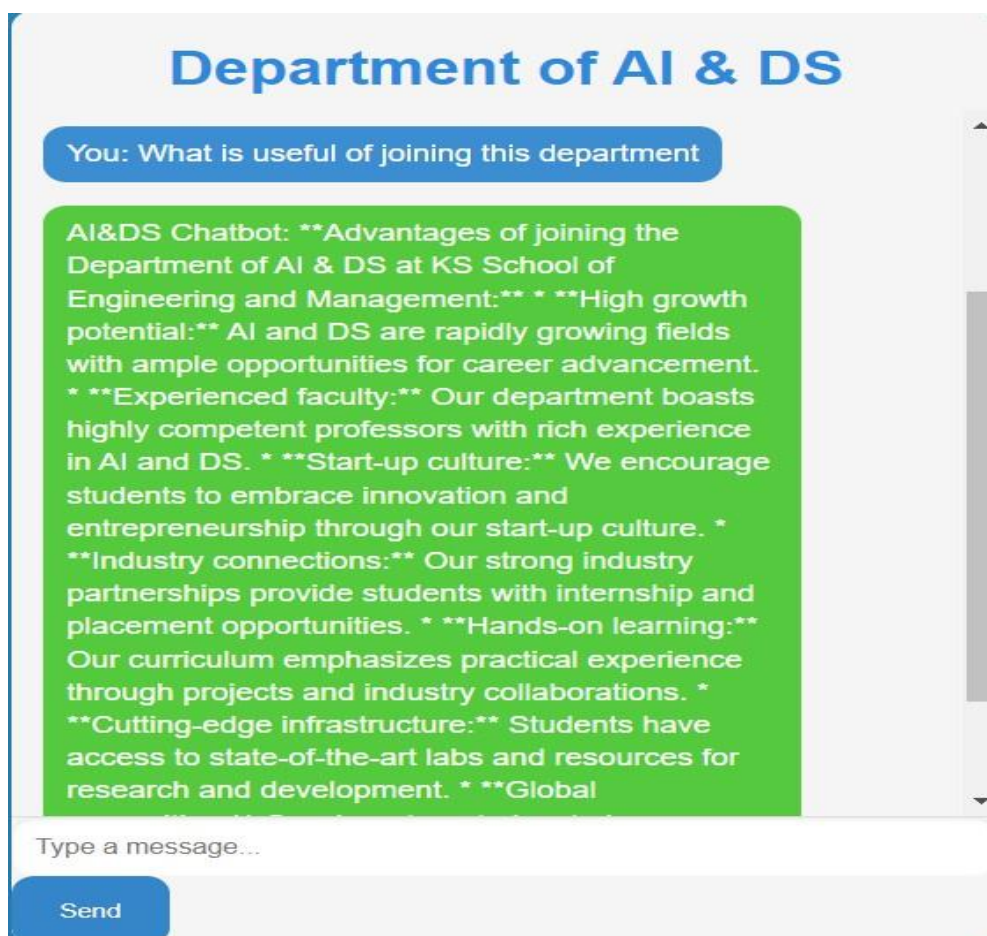 Department of AI & DS
You: What is useful of joining this department
AI&DS Chatbot: **Advantages of joining the
Department of AI & DS at KS School of
Engineering and Management:** * **High growth
potential:** AI and DS are rapidly growing fields
with ample opportunities for career advancement.
* **Experienced faculty:** Our department boasts
highly competent professors with rich experience
in AI and DS. * **Start-up culture:** We encourage
students to embrace innovation and
entrepreneurship through our start-up culture. *
**Industry connections:** Our strong industry
partnerships provide students with internship and
placement opportunities. * **Hands-on learning:**
Our curriculum emphasizes practical experience
through projects and industry collaborations. *
**Cutting-edge infrastructure:** Students have
access to state-of-the-art labs and resources for
research and development. * **Global
Type a message...
Send